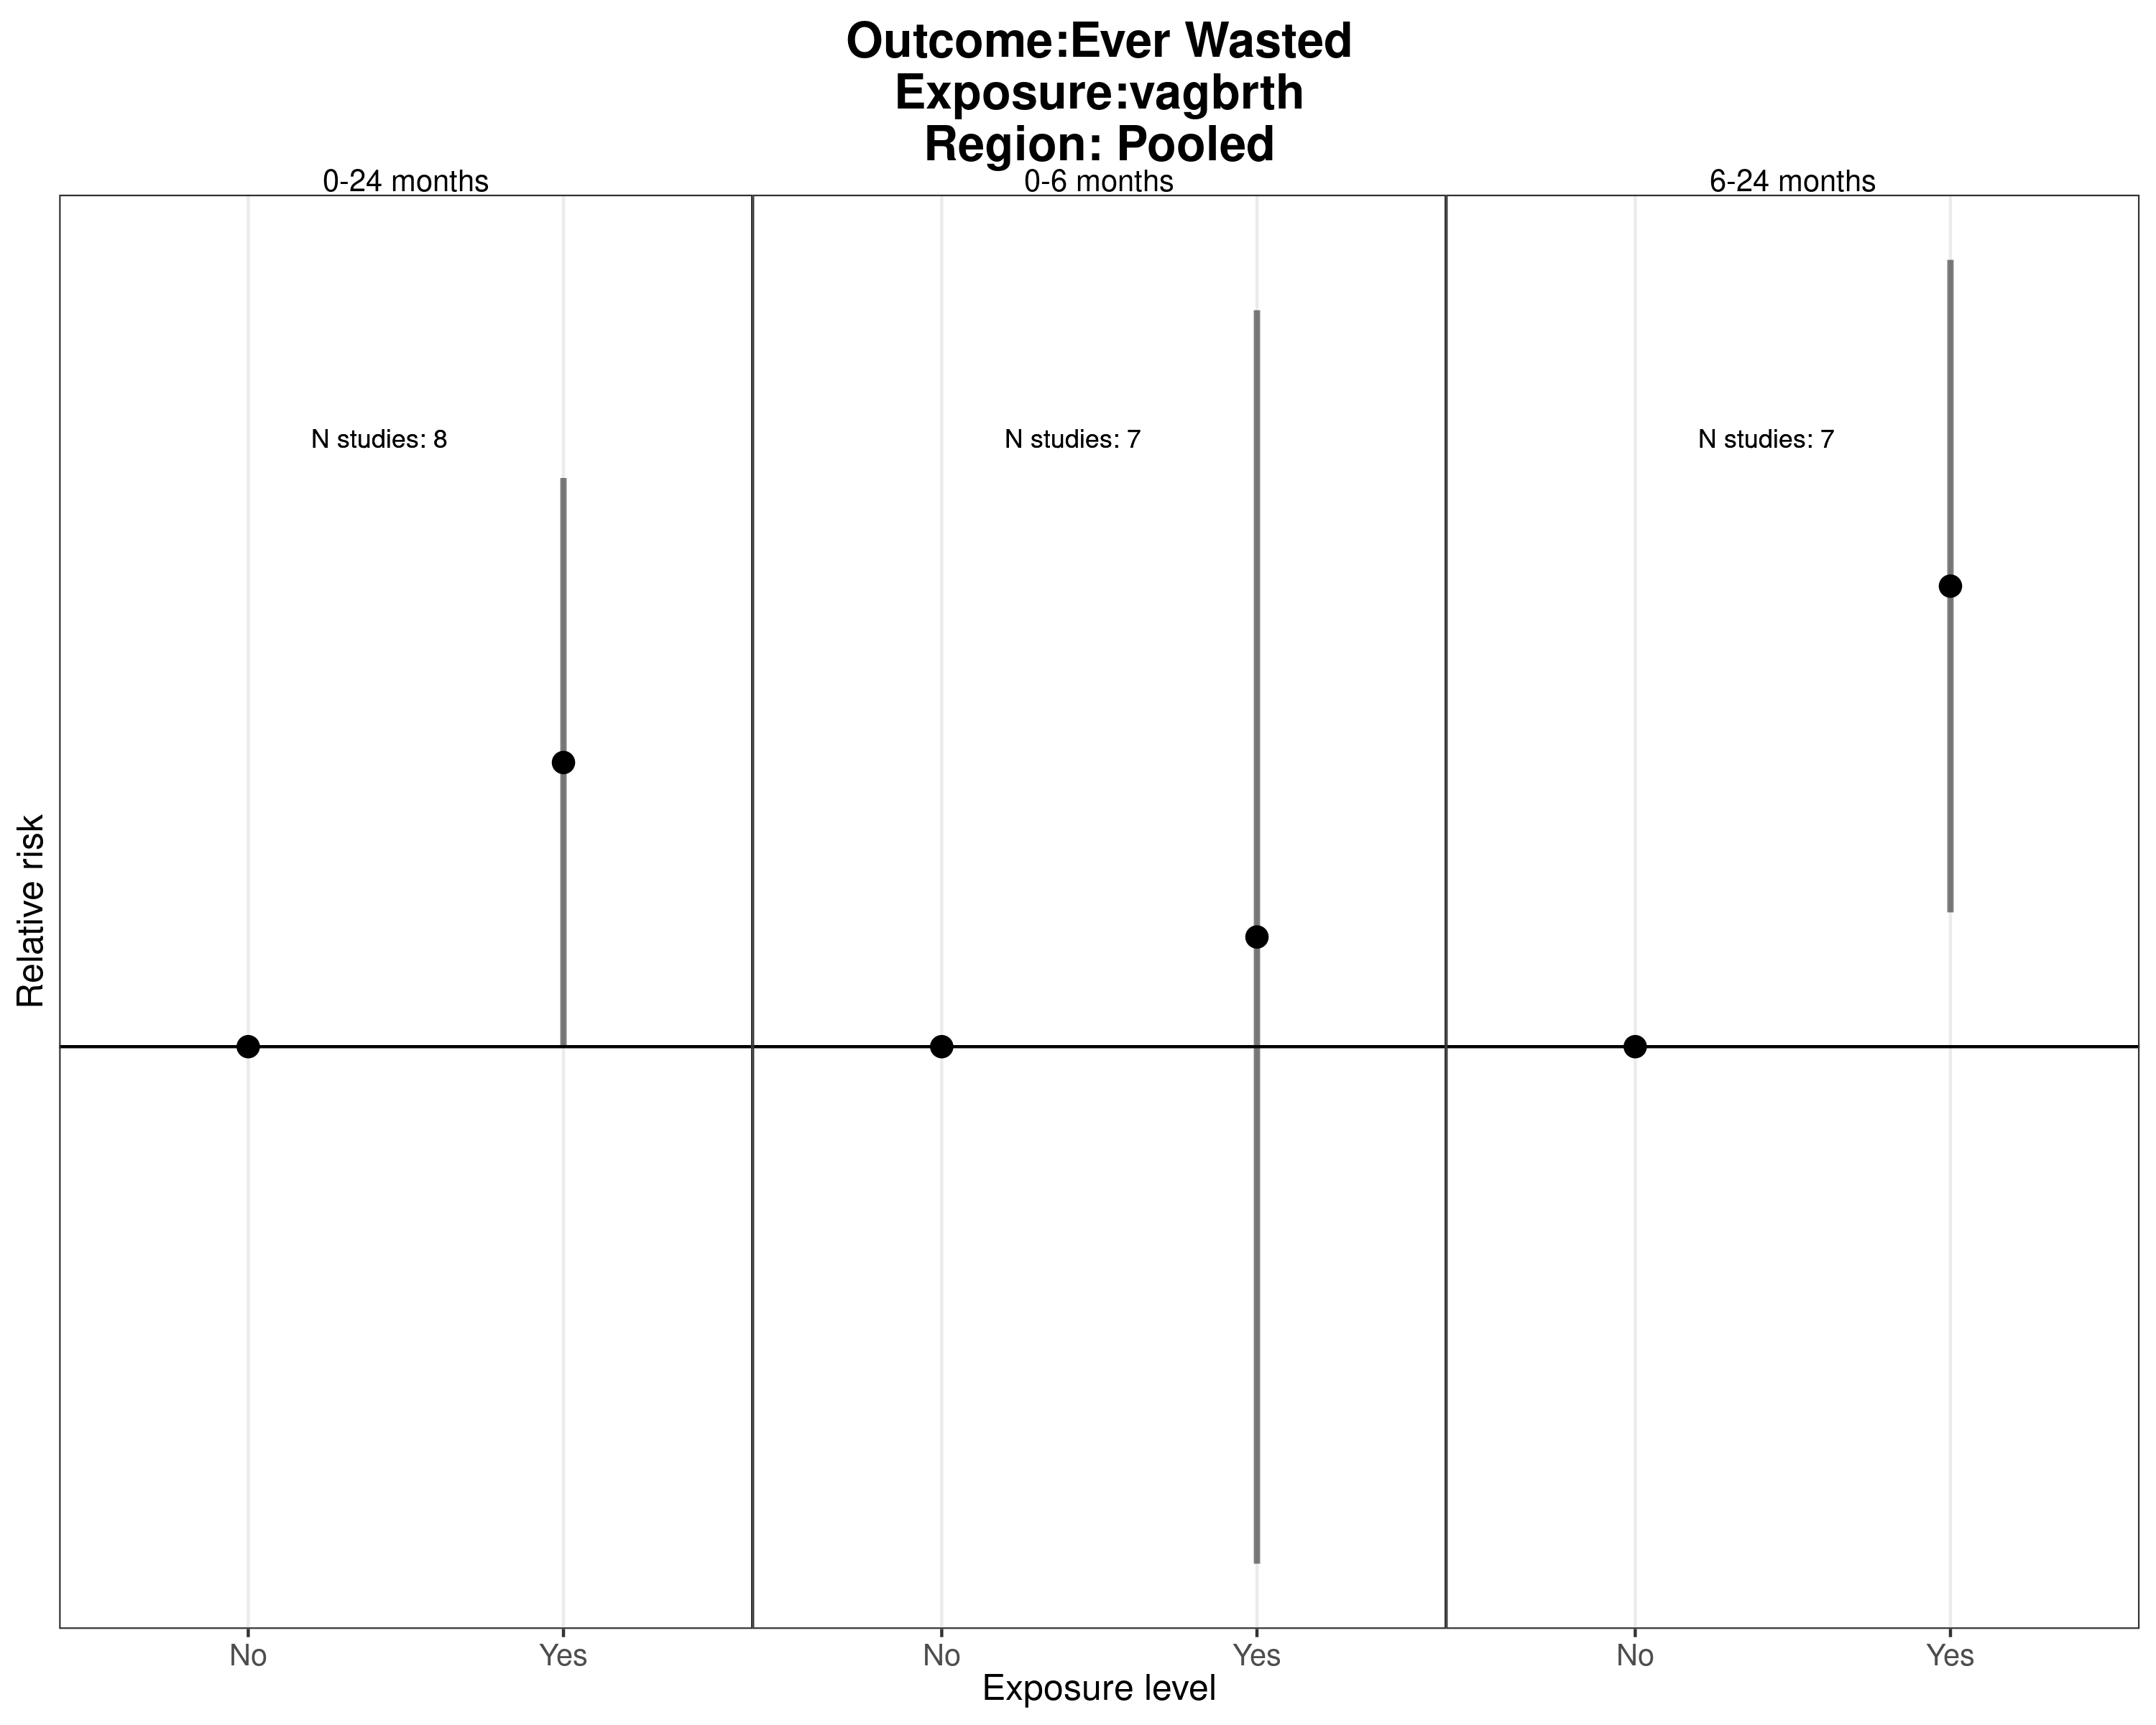 Outcome:Ever Wasted
Exposure:vagbrth
Region: Pooled
0-24 months
0-6 months
6-24 months
N studies: 8
N studies: 7
N studies: 7
Relative risk
No
Yes
No
Yes
No
Yes
Exposure level